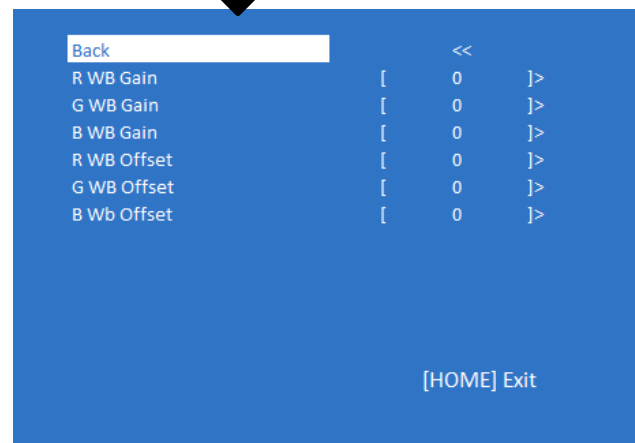 Back <<
R WB Gain [ 0 ]>
G WB Gain [ 0 ]>
B WB Gain [ 0 ]>
R WB Offset [ 0 ]>
G WB Offset [ 0 ]>
B Wb Offset [ 0 ]>
[HOME] Exit